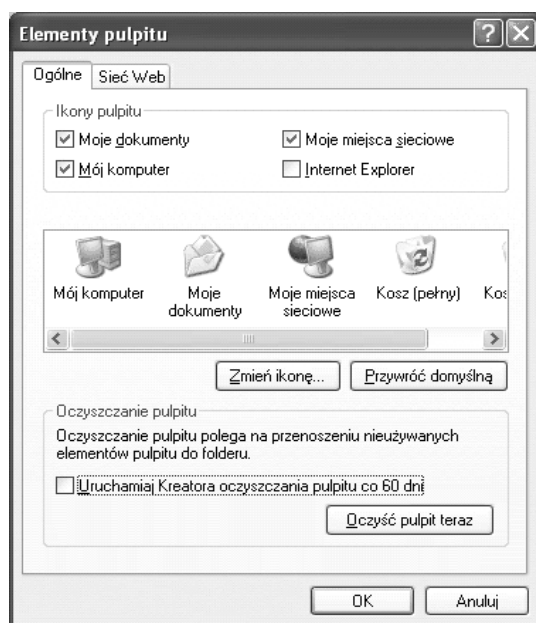 Elementy pulpitu
Ogólne Sieć Web
Ikony pulpitu
Moje dokumenty Moje miejsca sieciowe
Mój komputer Internet Explorer
Mój komputer Moje dokumenty Moje miejsca sieciowe Kosz (pełny) Kos
Zmień ikonę... Przywróć domyślną
Oczyszczanie pulpitu
Oczyszczanie pulpitu polega na przenoszeniu nieużywanych
elementów pulpitu do folderu.
Uruchamiaj Kreatora oczyszczania pulpitu co 60 dni
Oczyść pulpit teraz
OK Anuluj